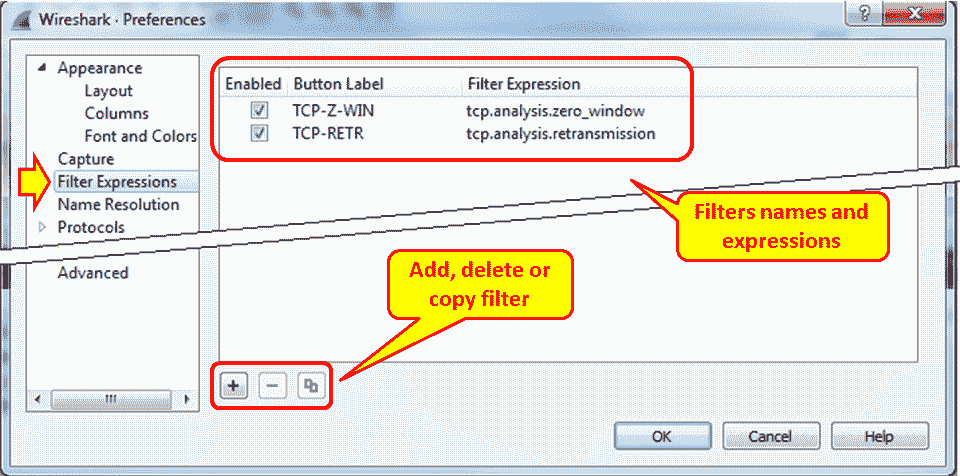 Wireshark · Preferences
Appearance
Layout
Columns
Font and Colors
Capture
Filter Expressions
Name Resolution
Protocols
Advanced
Enabled Button Label Filter Expression
TCP-Z-WIN tcp.analysis.zero_window
TCP-RETR tcp.analysis.retransmission
Filters names and
expressions
Add, delete or
copy filter
OK Cancel Help